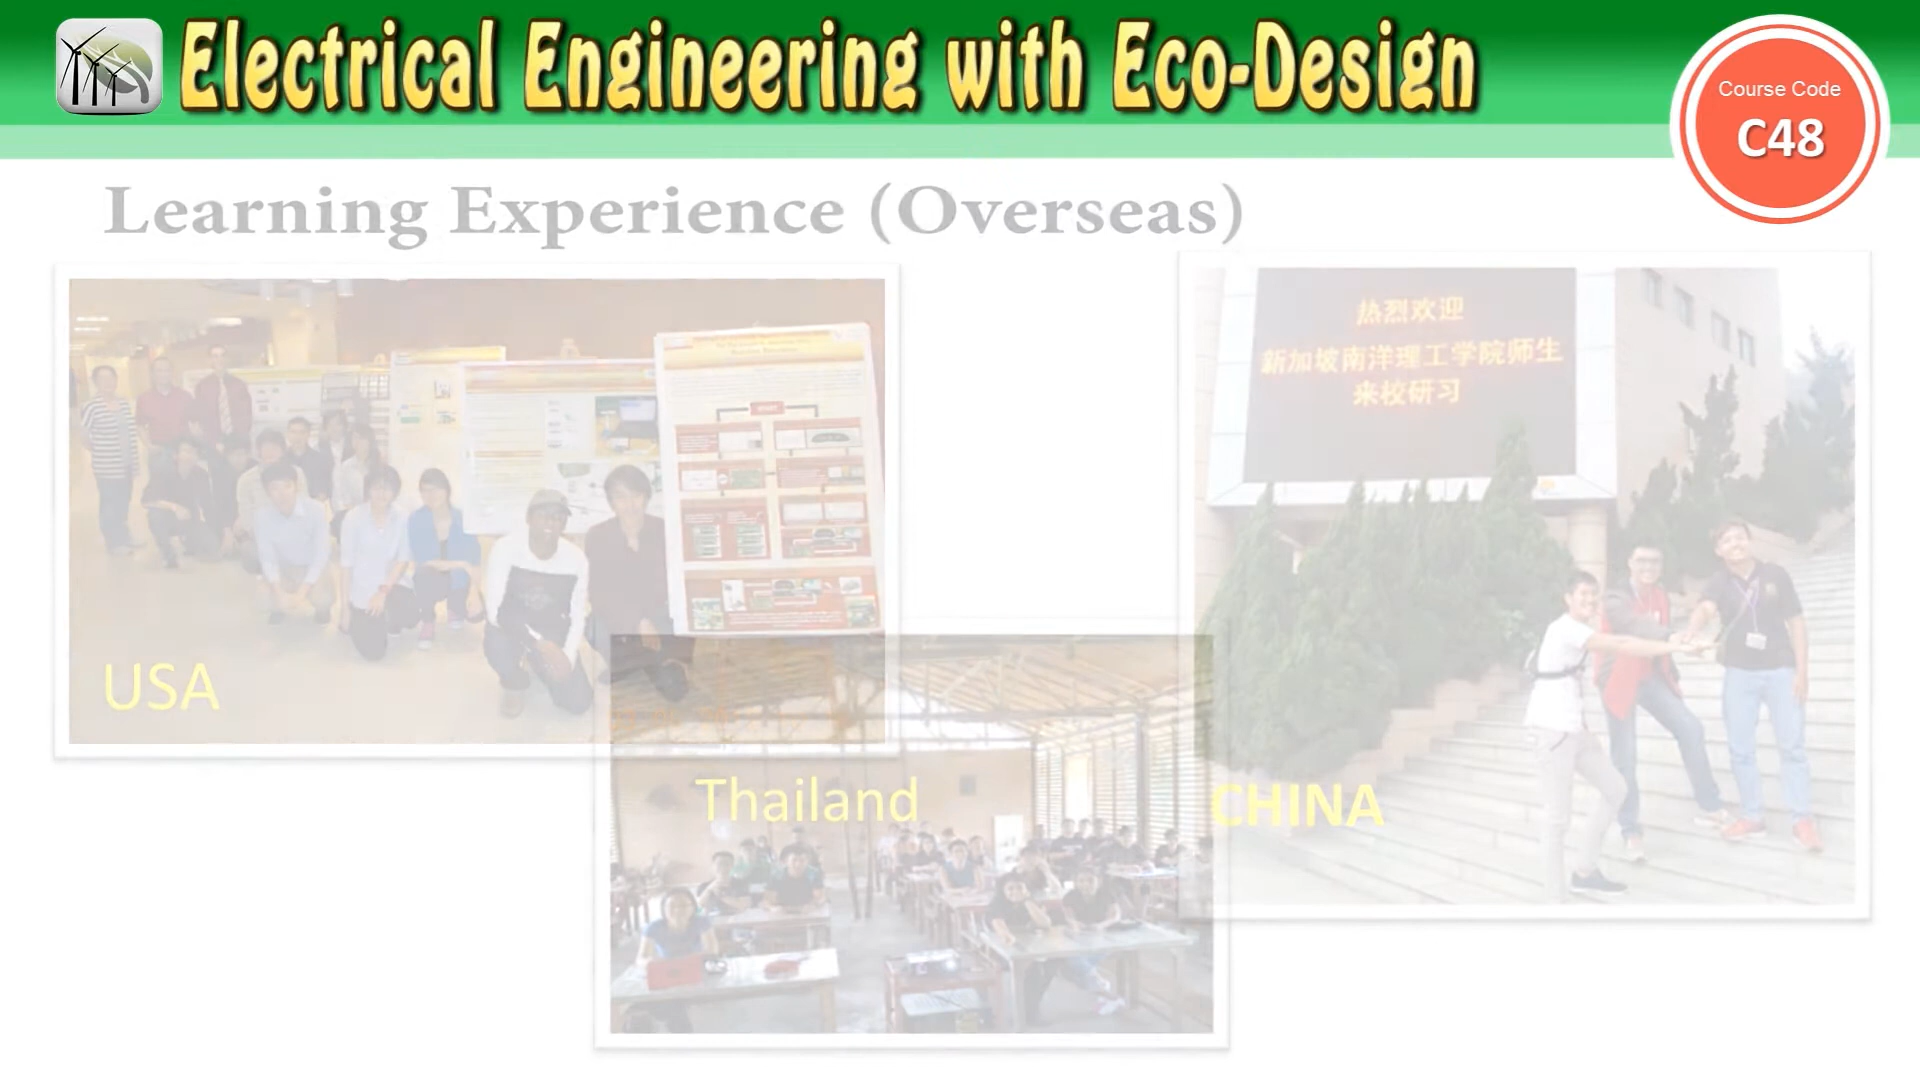 Electrical Engineering with Eco-Design
Course Code
C48
Learning Experience (Overseas)
USA
热烈欢迎
新加坡南洋理工学院师生
来校研习
Thailand
CHINA